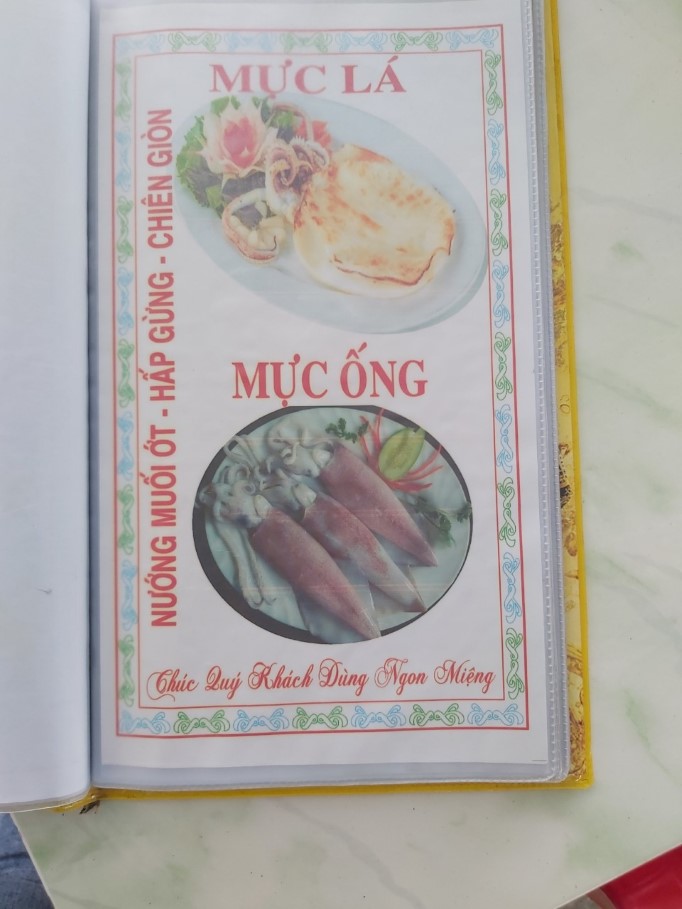 MỰC LÁ
NƯỚNG MUỐI ỚT - HẤP GỪNG - CHIÊN GIÒN
MỰC ỐNG
Chúc Quý Khách Dùng Ngon Miệng